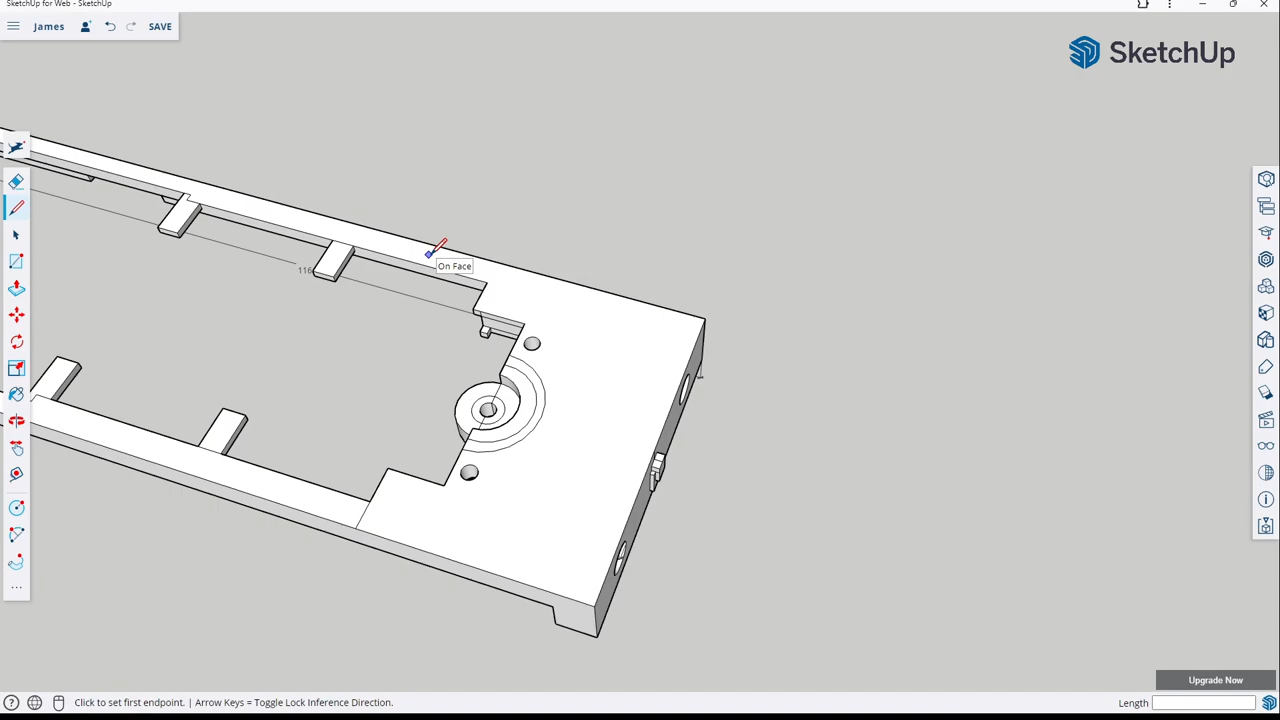 SketchUp for Web - SketchUp
James
SAVE
SketchUp
On Face
116
Upgrade Now
Click to set first endpoint. | Arrow Keys = Toggle Lock Inference Direction.
Length